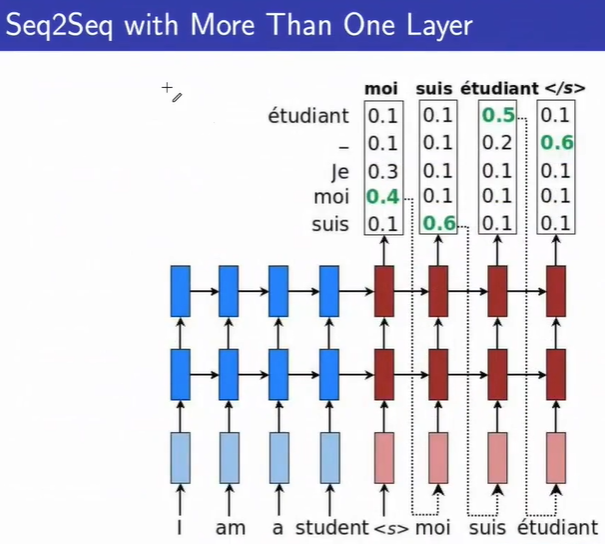 Seq2Seq with More Than One Layer
moi suis étudiant </s>
étudiant 0.1 0.1 0.5 0.1
– 0.1 0.1 0.2 0.6
Je 0.3 0.1 0.1 0.1
moi 0.4 0.1 0.1 0.1
suis 0.1 0.6 0.1 0.1
I am a student <s> moi suis étudiant